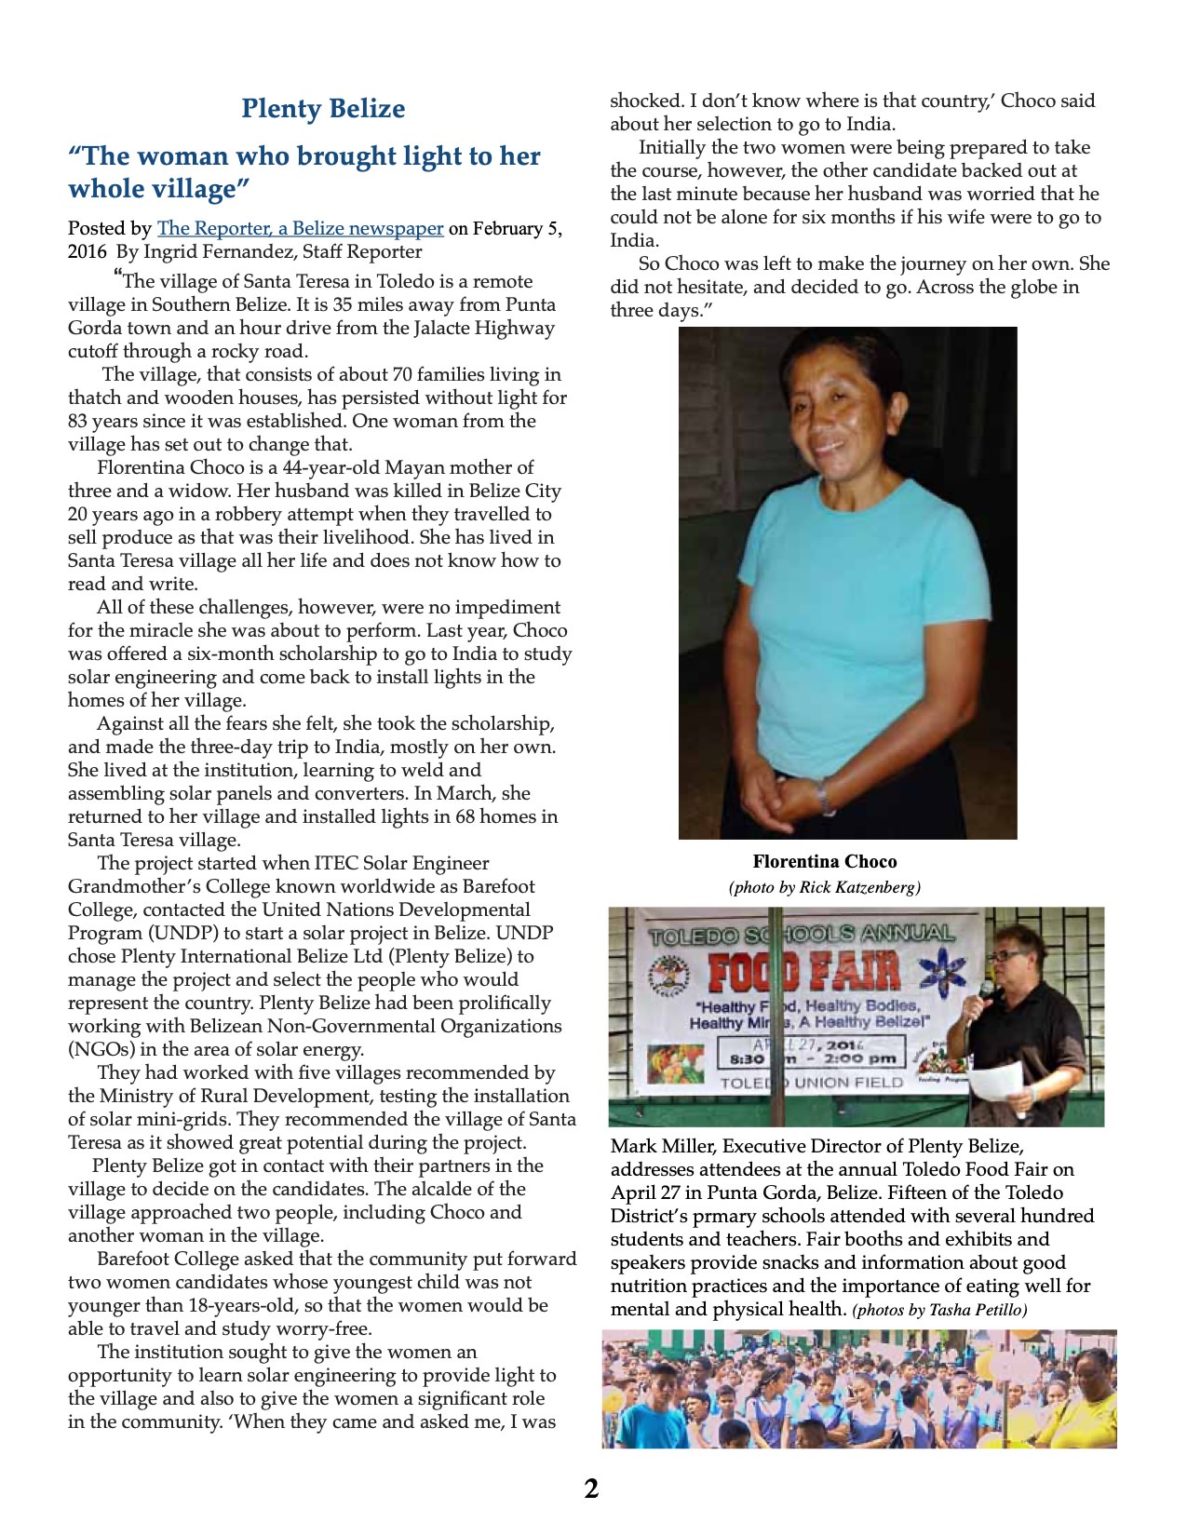 Plenty Belize
“The woman who brought light to her
whole village”
Posted by The Reporter, a Belize newspaper on February 5,
2016  By Ingrid Fernandez, Staff Reporter
“The village of Santa Teresa in Toledo is a remote
village in Southern Belize. It is 35 miles away from Punta
Gorda town and an hour drive from the Jalacte Highway
cutoff through a rocky road.
The village, that consists of about 70 families living in
thatch and wooden houses, has persisted without light for
83 years since it was established. One woman from the
village has set out to change that.
Florentina Choco is a 44-year-old Mayan mother of
three and a widow. Her husband was killed in Belize City
20 years ago in a robbery attempt when they travelled to
sell produce as that was their livelihood. She has lived in
Santa Teresa village all her life and does not know how to
read and write.
All of these challenges, however, were no impediment
for the miracle she was about to perform. Last year, Choco
was offered a six-month scholarship to go to India to study
solar engineering and come back to install lights in the
homes of her village.
Against all the fears she felt, she took the scholarship,
and made the three-day trip to India, mostly on her own.
She lived at the institution, learning to weld and
assembling solar panels and converters. In March, she
returned to her village and installed lights in 68 homes in
Santa Teresa village.
The project started when ITEC Solar Engineer
Grandmother’s College known worldwide as Barefoot
College, contacted the United Nations Developmental
Program (UNDP) to start a solar project in Belize. UNDP
chose Plenty International Belize Ltd (Plenty Belize) to
manage the project and select the people who would
represent the country. Plenty Belize had been prolifically
working with Belizean Non-Governmental Organizations
(NGOs) in the area of solar energy.
They had worked with five villages recommended by
the Ministry of Rural Development, testing the installation
of solar mini-grids. They recommended the village of Santa
Teresa as it showed great potential during the project.
Plenty Belize got in contact with their partners in the
village to decide on the candidates. The alcalde of the
village approached two people, including Choco and
another woman in the village.
Barefoot College asked that the community put forward
two women candidates whose youngest child was not
younger than 18-years-old, so that the women would be
able to travel and study worry-free.
The institution sought to give the women an
opportunity to learn solar engineering to provide light to
the village and also to give the women a significant role
in the community. ‘When they came and asked me, I was
shocked. I don’t know where is that country,’ Choco said
about her selection to go to India.
Initially the two women were being prepared to take
the course, however, the other candidate backed out at
the last minute because her husband was worried that he
could not be alone for six months if his wife were to go to
India.
So Choco was left to make the journey on her own. She
did not hesitate, and decided to go. Across the globe in
three days.”
Florentina Choco
(photo by Rick Katzenberg)
TOLEDO SCHOOLS ANNUAL
FOOD FAIR
"Healthy Food, Healthy Bodies,
Healthy Minds, A Healthy Belize!"
APRIL 27, 2016
8:30 am - 2:00 pm
TOLEDO UNION FIELD
Mark Miller, Executive Director of Plenty Belize,
addresses attendees at the annual Toledo Food Fair on
April 27 in Punta Gorda, Belize. Fifteen of the Toledo
District’s prmary schools attended with several hundred
students and teachers. Fair booths and exhibits and
speakers provide snacks and information about good
nutrition practices and the importance of eating well for
mental and physical health. (photos by Tasha Petillo)
2